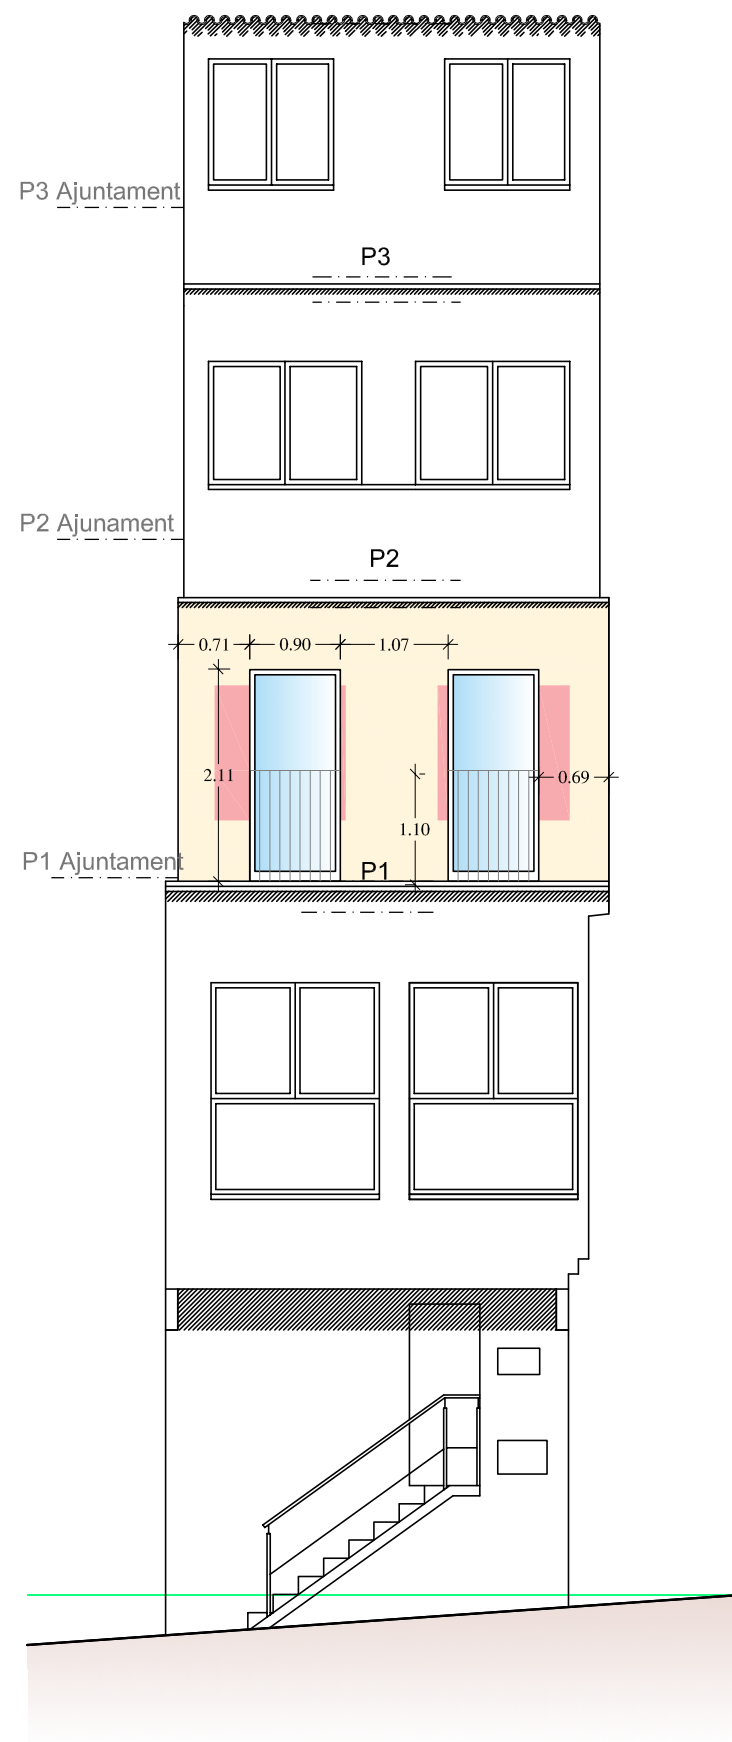 P3 Ajuntament
P3
P2 Ajunament
P2
0.71
0.90
1.07
2.11
0.69
1.10
P1 Ajuntament
P1